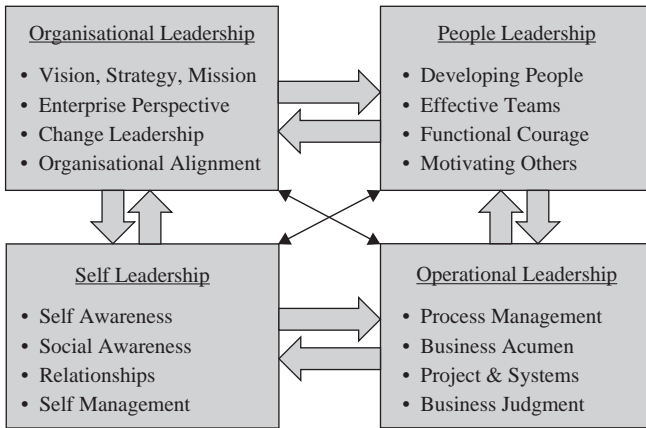 Organisational Leadership
• Vision, Strategy, Mission
• Enterprise Perspective
• Change Leadership
• Organisational Alignment
People Leadership
• Developing People
• Effective Teams
• Functional Courage
• Motivating Others
Self Leadership
• Self Awareness
• Social Awareness
• Relationships
• Self Management
Operational Leadership
• Process Management
• Business Acumen
• Project & Systems
• Business Judgment